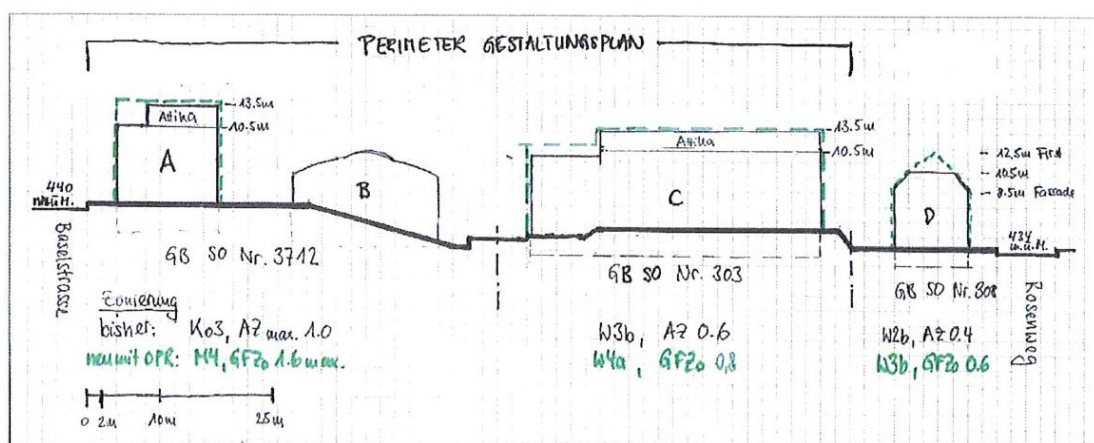 PERIMETER GESTALTUNGSPLAN
13.5m
Attika
10.5m
A
B
13.5m
Attika
10.5m
C
12,5m First
10.5m
8.5m Fassade
D
440
m.ü.M.
Baselstrasse
GB SO Nr. 3712
GB SO Nr. 303
434
m.ü.M.
GB SO Nr. 808
Rosenweg
Zonierung
bisher: Ko3, AZ max. 1.0
W3b, AZ 0.6
W2b, AZ 0.4
neu mit OPR: M4, GFZo 1.6 max.
W4a, GFZo 0,8
W3b, GFZo 0.6
0 2m 10m 25m